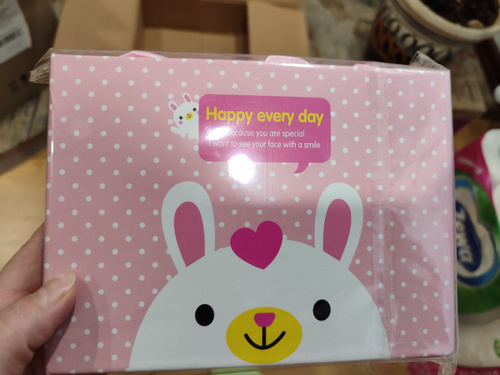 Happy every day
Because you are special
I want to see your face with a smile